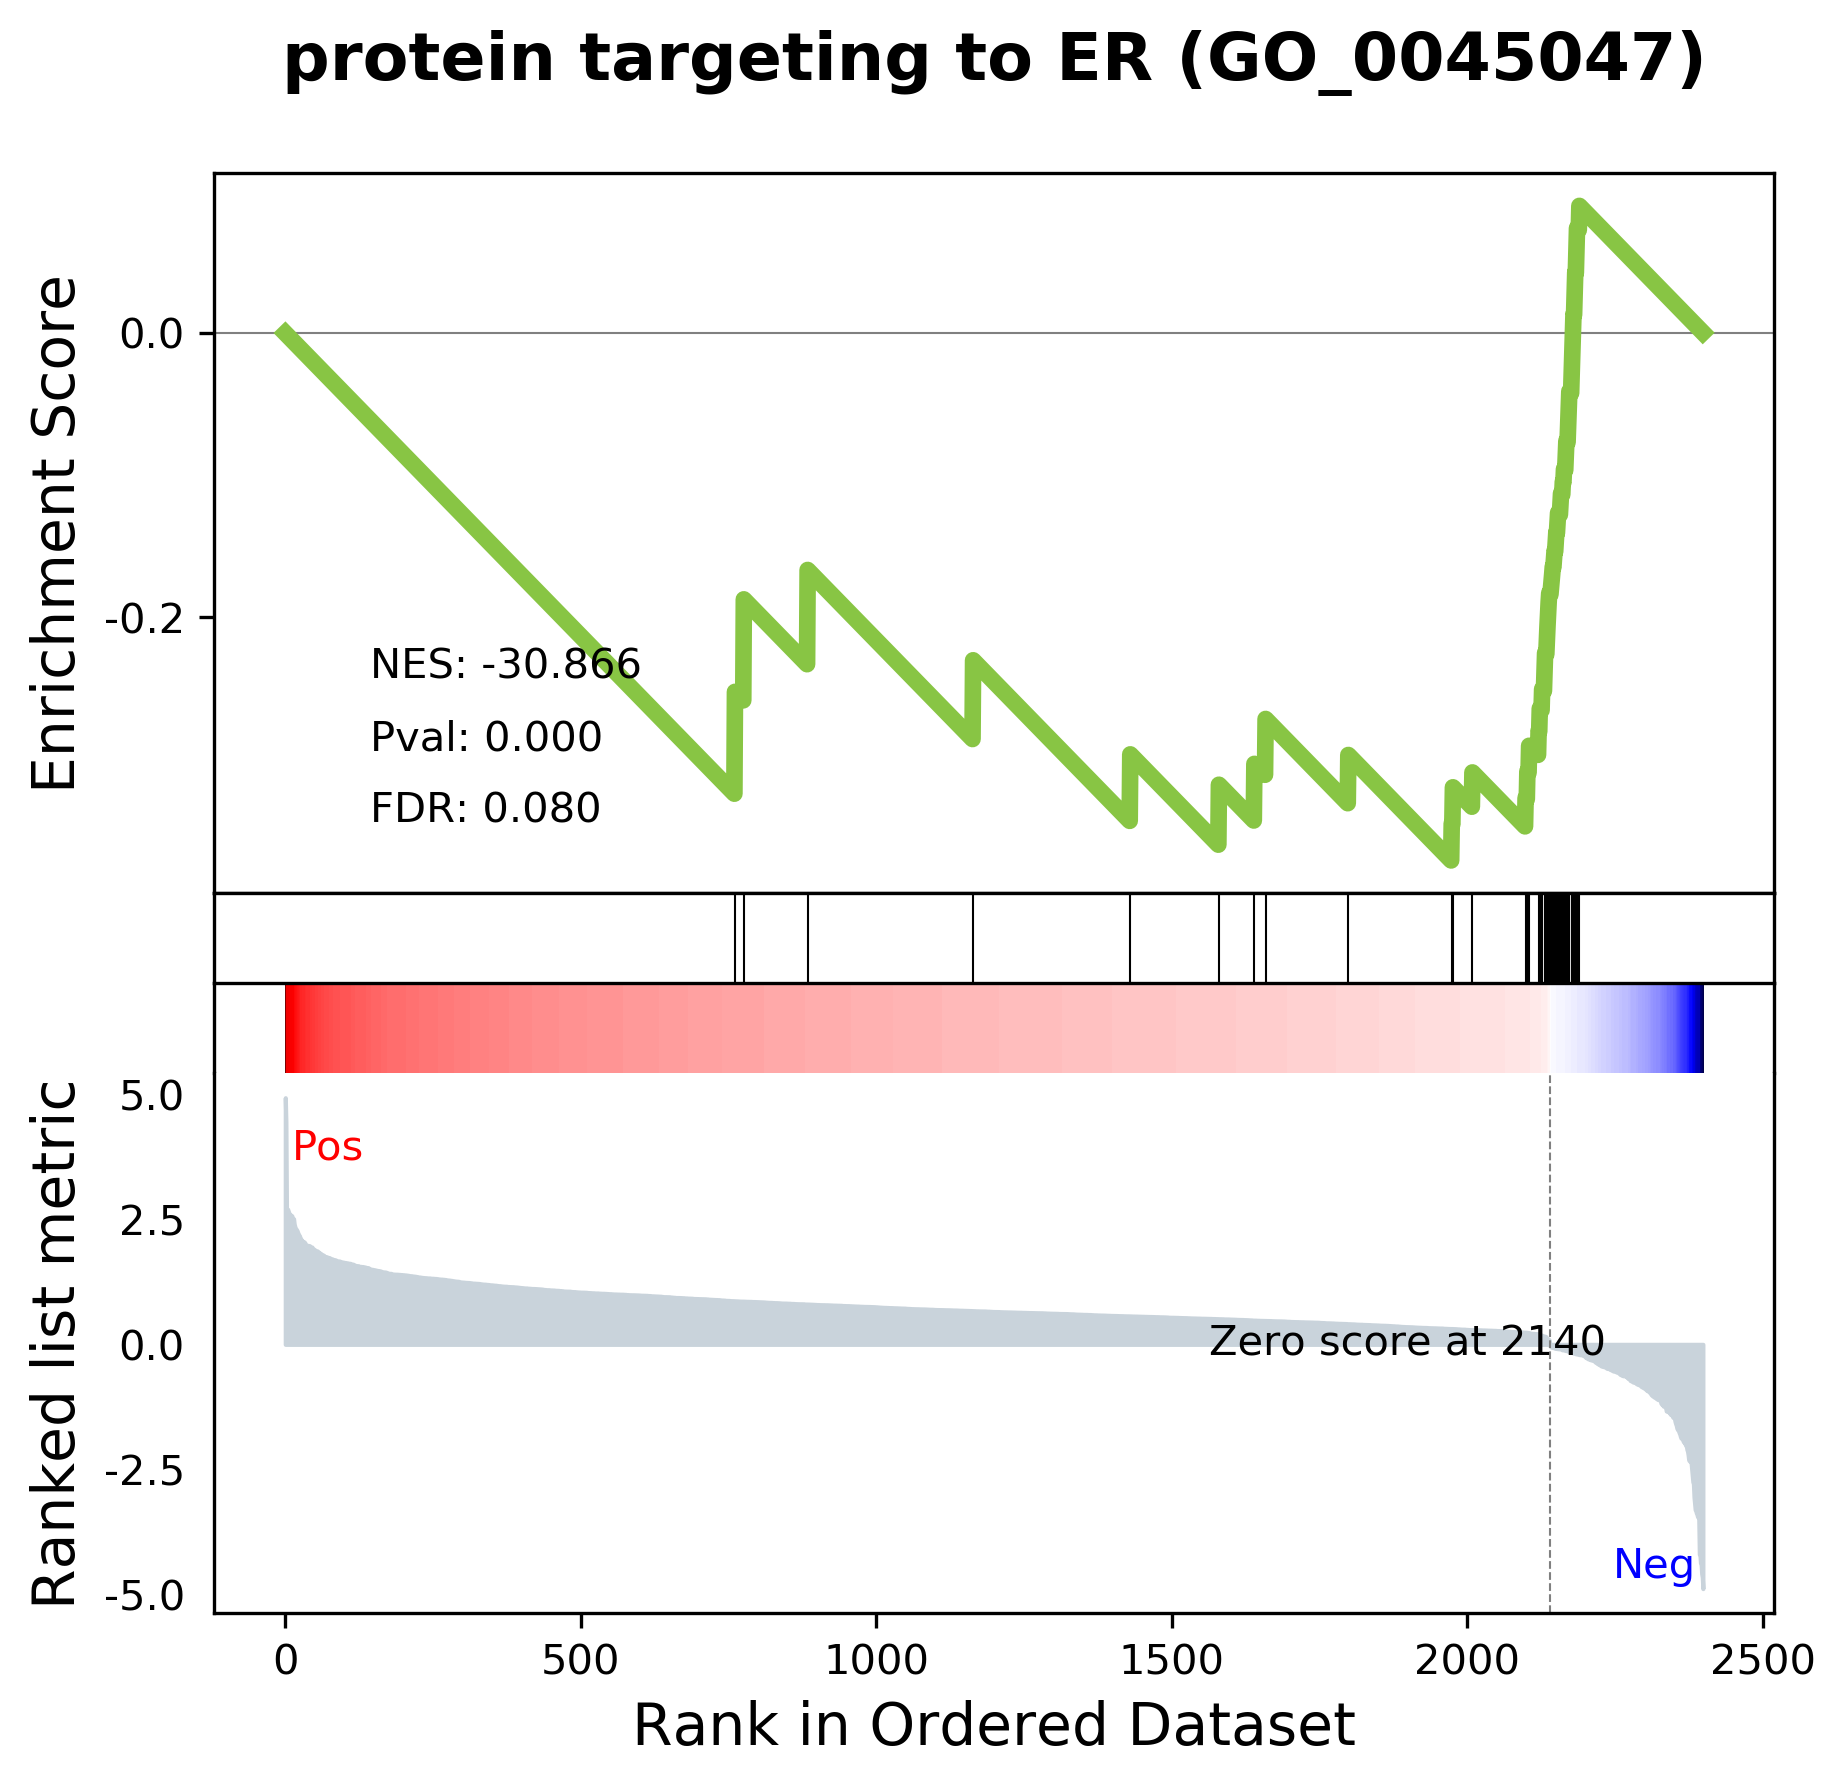 protein targeting to ER (GO_0045047)
Enrichment Score
0.0
-0.2
NES: -30.866
Pval: 0.000
FDR: 0.080
Ranked list metric
5.0
2.5
0.0
-2.5
-5.0
Pos
Zero score at 2140
Neg
0 500 1000 1500 2000 2500
Rank in Ordered Dataset